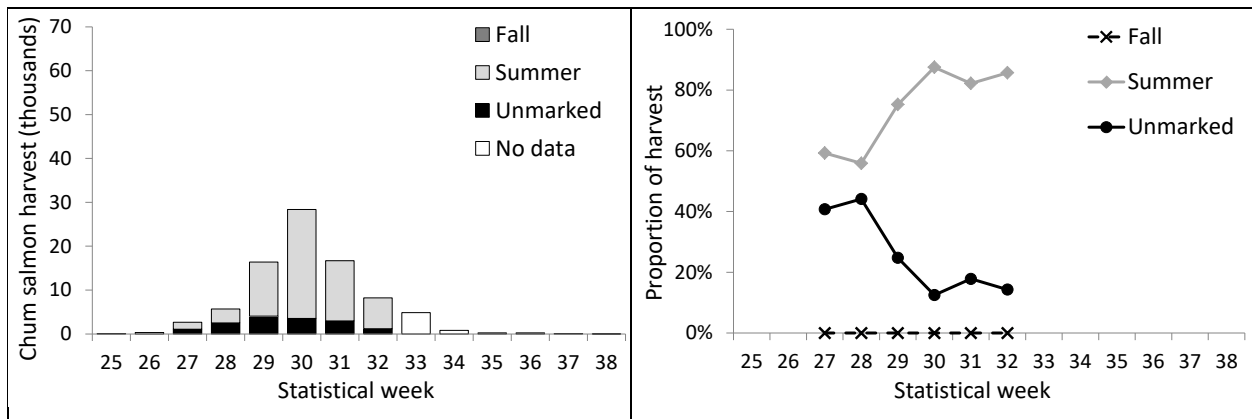 Chum salmon harvest (thousands)
70
60
50
40
30
20
10
0
Fall
Summer
Unmarked
No data
25 26 27 28 29 30 31 32 33 34 35 36 37 38
Statistical week
Proportion of harvest
100%
80%
60%
40%
20%
0%
Fall
Summer
Unmarked
25 26 27 28 29 30 31 32 33 34 35 36 37 38
Statistical week